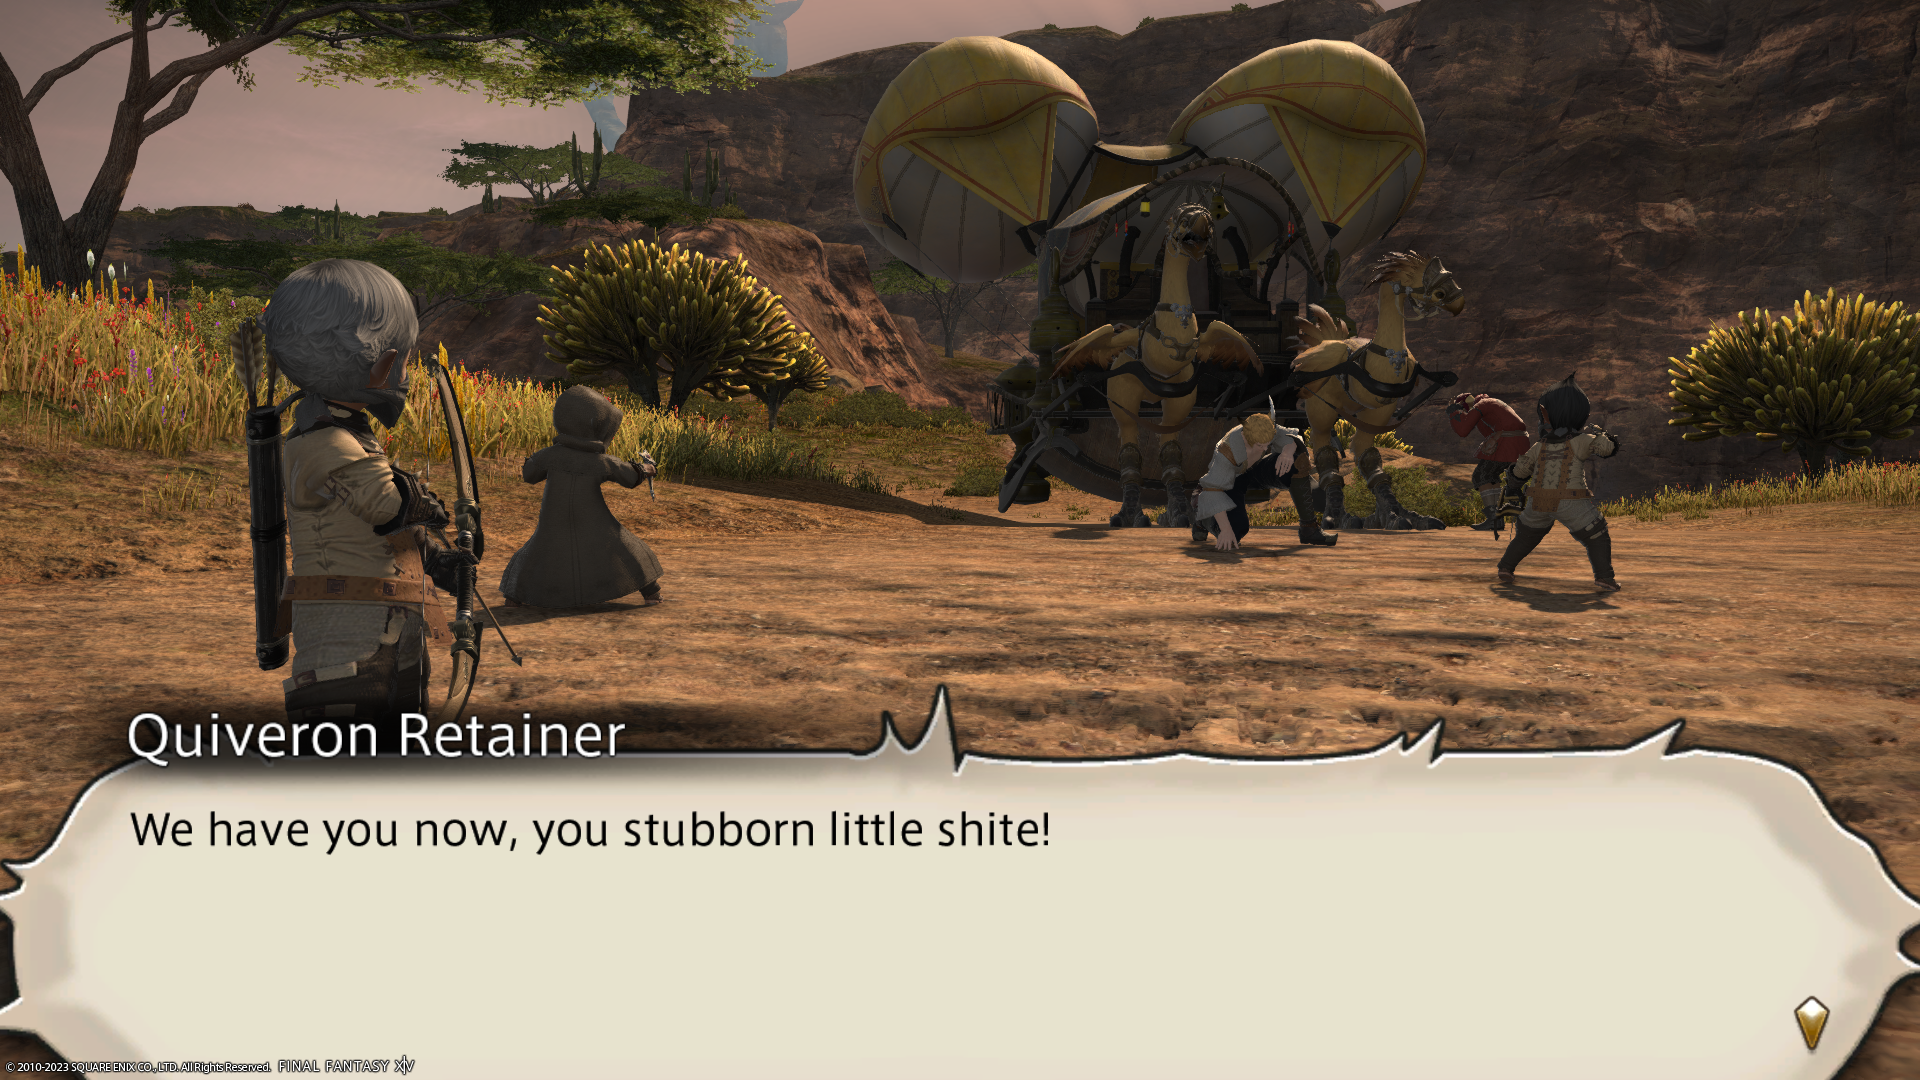 Quiveron Retainer
We have you now, you stubborn little shite!
© 2010-2023 SQUARE ENIX CO., LTD. All Rights Reserved. FINAL FANTASY XIV